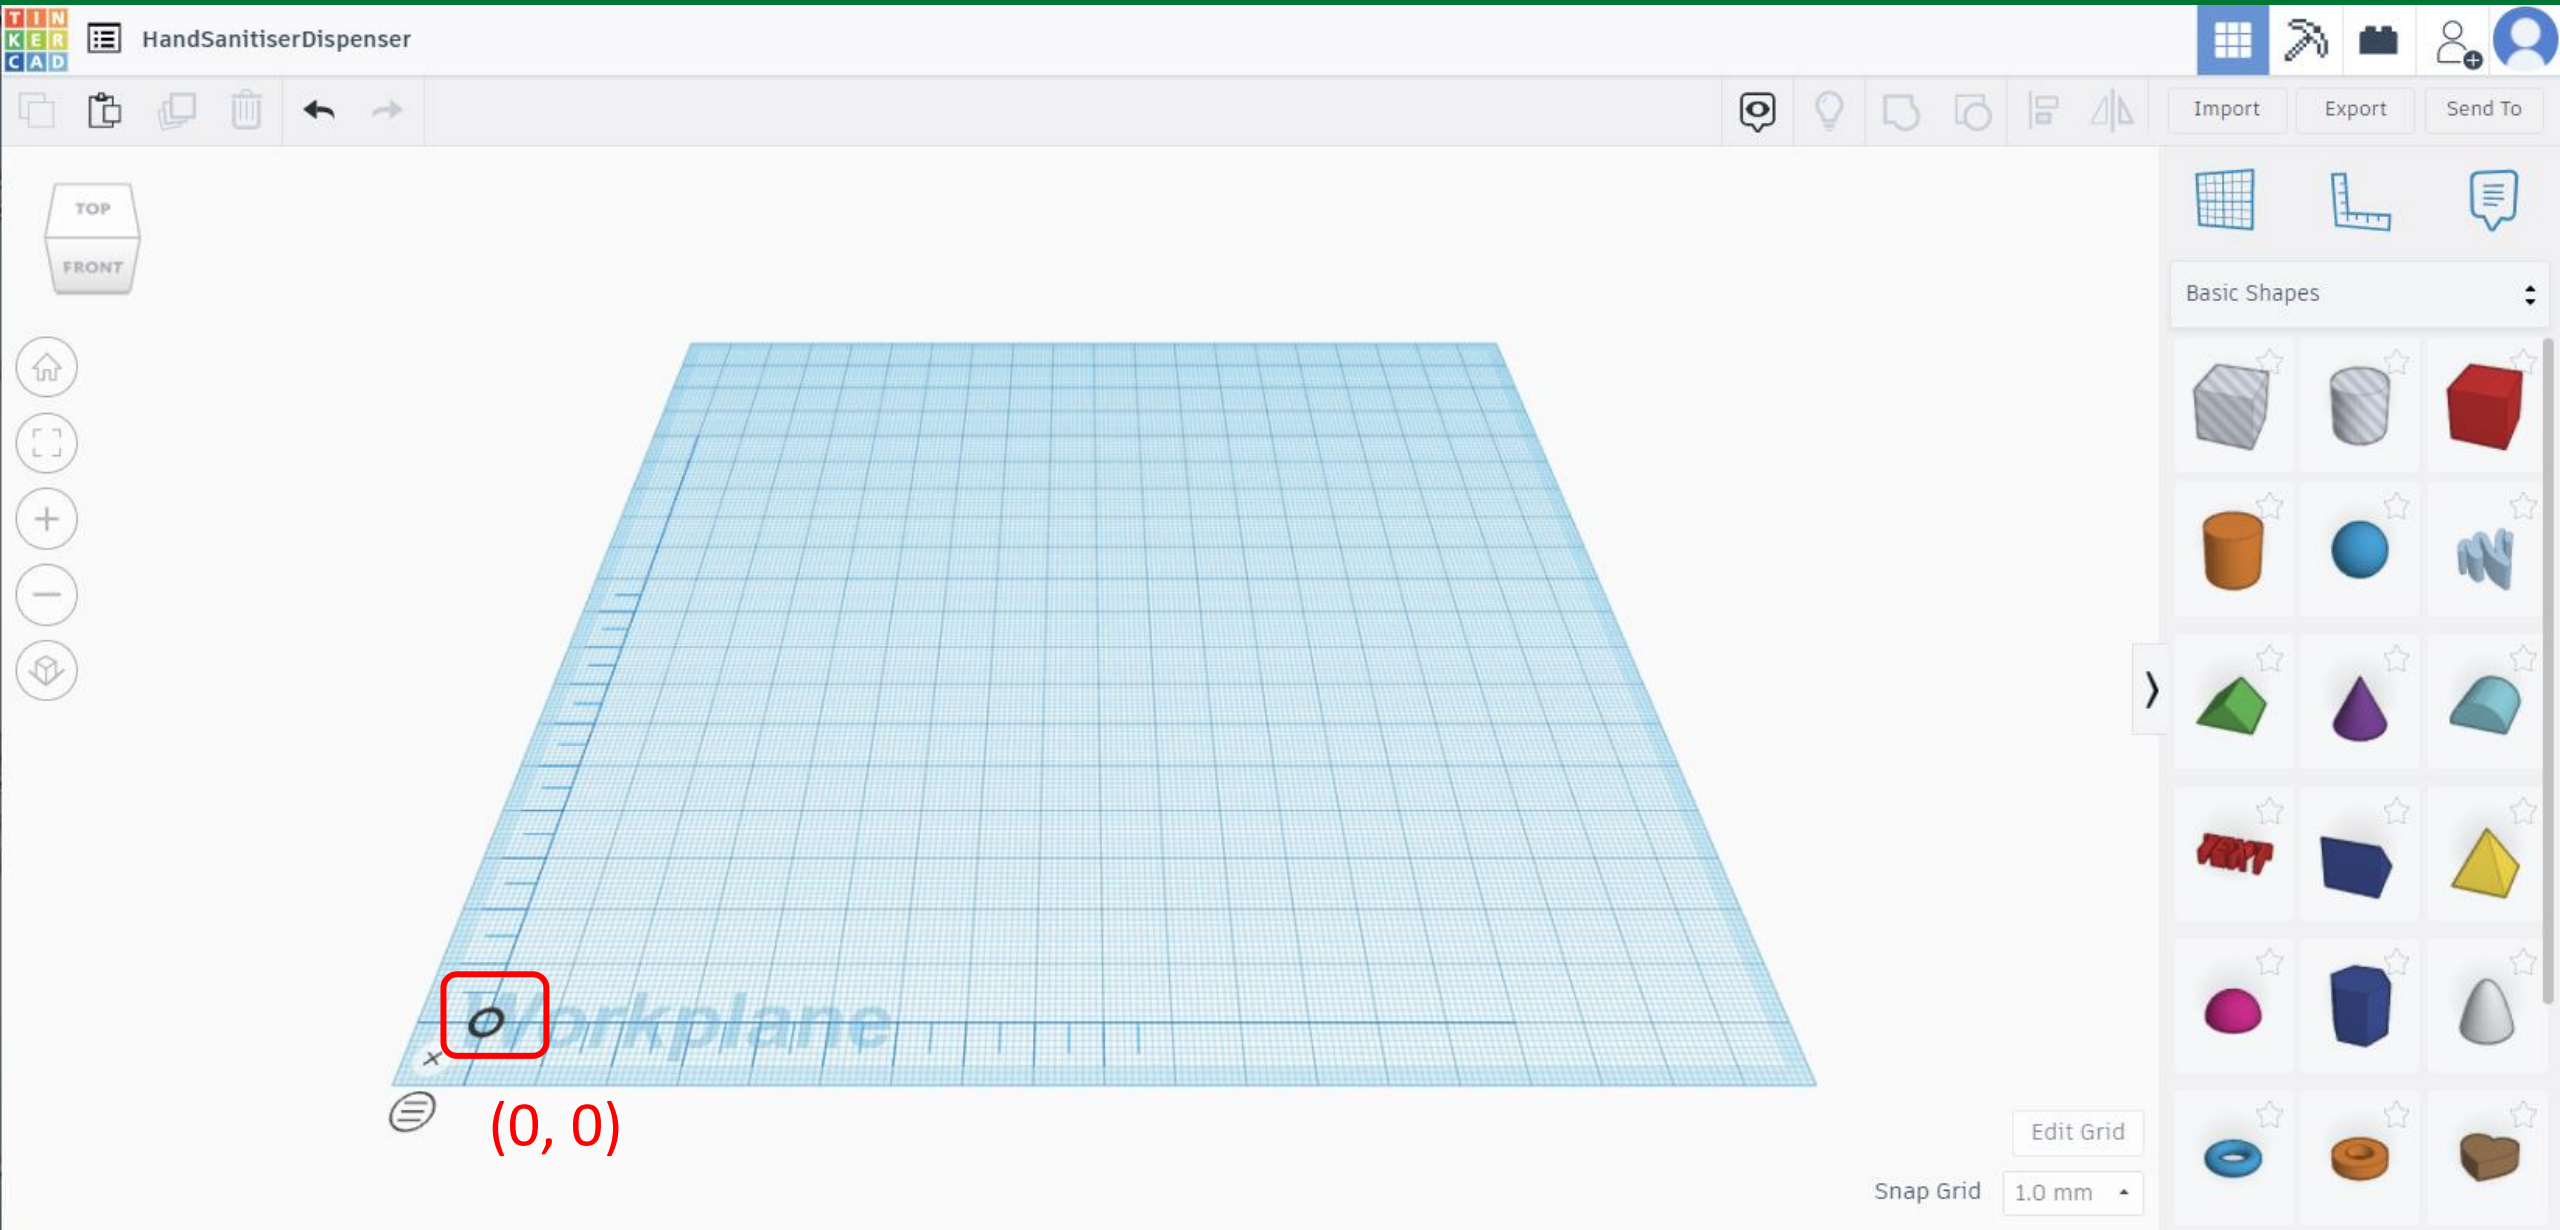 TIN
KER
CAD
HandSanitiserDispenser
Import
Export
Send To
TOP
FRONT
Basic Shapes
TEXT
Workplane
(0, 0)
Edit Grid
Snap Grid
1.0 mm